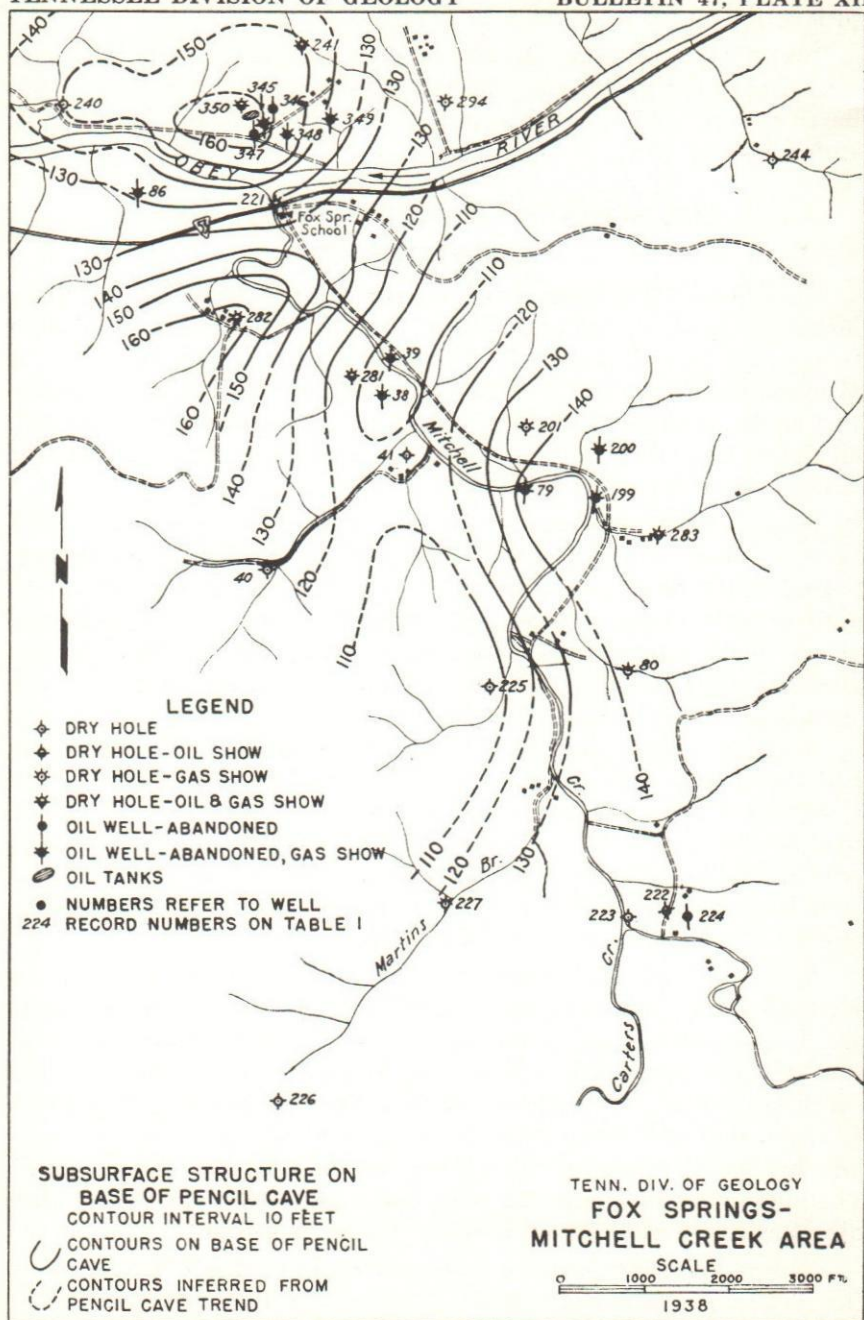 TENNESSEE DIVISION OF GEOLOGY BULLETIN 47, PLATE XII
140
150
241
130
130
345
240
350
346
294
349
160
348
130
347
OBEY
RIVER
244
130
86
221
120
110
Fox Spr.
School
130
140
110
150
120
282
160
39
130
150
281
38
140
160
201
Mitchell
200
41
140
79
199
130
283
40
120
110
80
225
LEGEND
DRY HOLE
DRY HOLE-OIL SHOW
DRY HOLE-GAS SHOW
DRY HOLE-OIL & GAS SHOW
OIL WELL-ABANDONED
OIL WELL-ABANDONED, GAS SHOW
OIL TANKS
NUMBERS REFER TO WELL
224 RECORD NUMBERS ON TABLE I
N
140
Cr.
110
120
Br.
130
227
222
223
224
Martins
Cr.
Carters
226
SUBSURFACE STRUCTURE ON
BASE OF PENCIL CAVE
CONTOUR INTERVAL 10 FEET
CONTOURS ON BASE OF PENCIL
CAVE
CONTOURS INFERRED FROM
PENCIL CAVE TREND
TENN. DIV. OF GEOLOGY
FOX SPRINGS-
MITCHELL CREEK AREA
SCALE
0 1000 2000 3000 FT.
1938